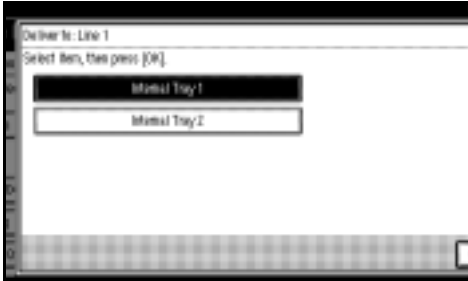 Deliver to: Line 1
Select item, then press [OK].
Internal Tray 1
Internal Tray 2